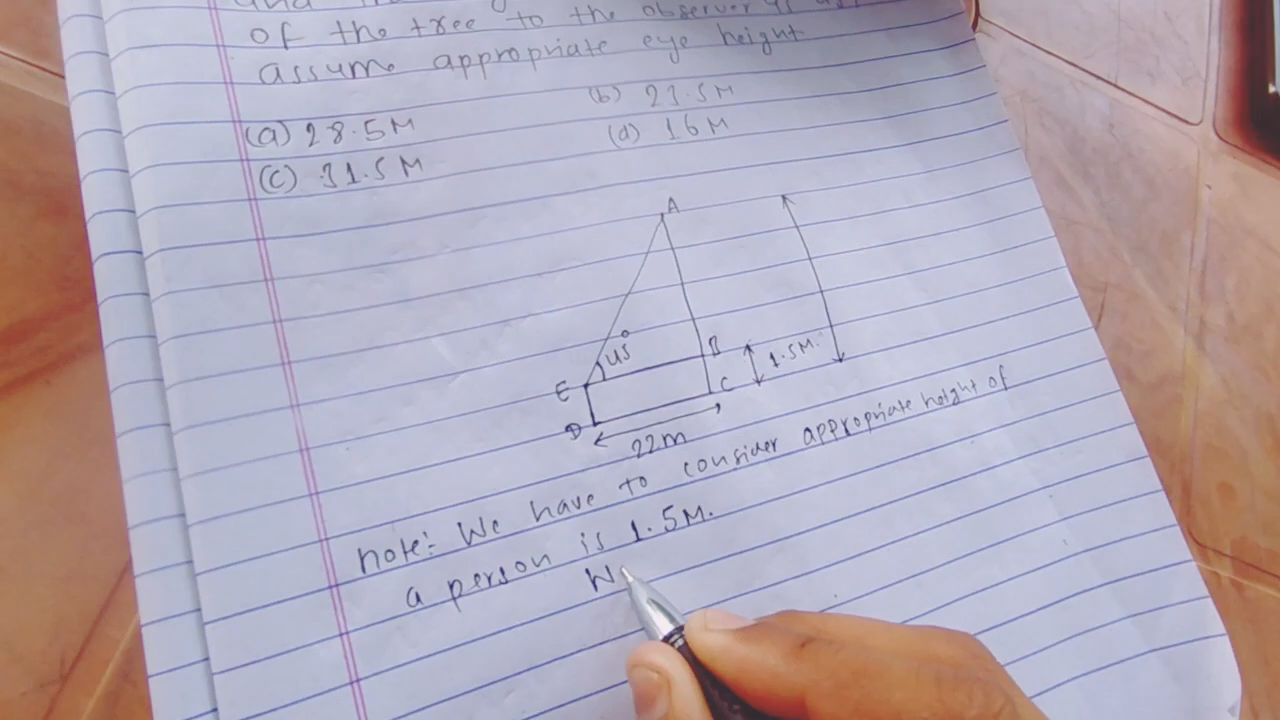 of the tree to the observer is
assume appropriate eye height
(a) 28.5M
(b) 23.5M
(c) 31.5M
(d) 16M
A
45°
B
1.5M.
E
C
D
22m
note:- We have to consider appropriate height of
a person is 1.5M.
W